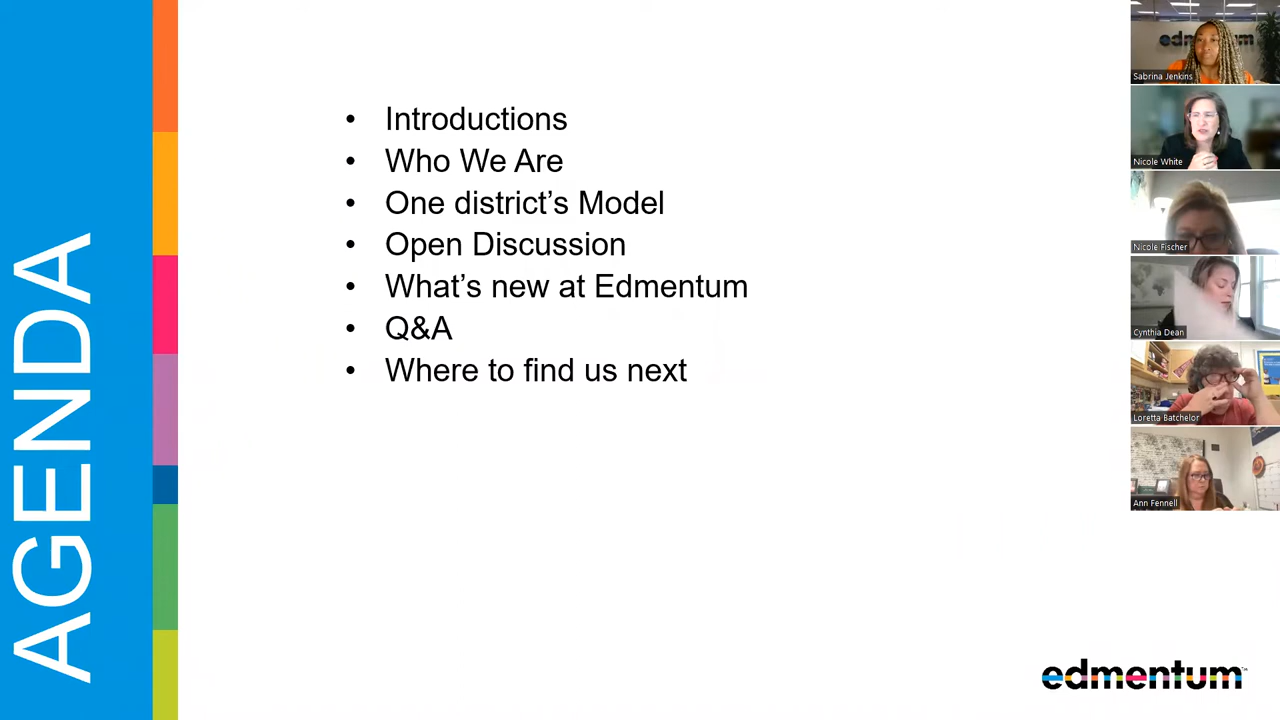 AGENDA
• Introductions
• Who We Are
• One district’s Model
• Open Discussion
• What’s new at Edmentum
• Q&A
• Where to find us next
edmentum™
edmentum
Sabrina Jenkins
Nicole White
Nicole Fischer
Cynthia Dean
Loretta Batchelor
Ann Fennell